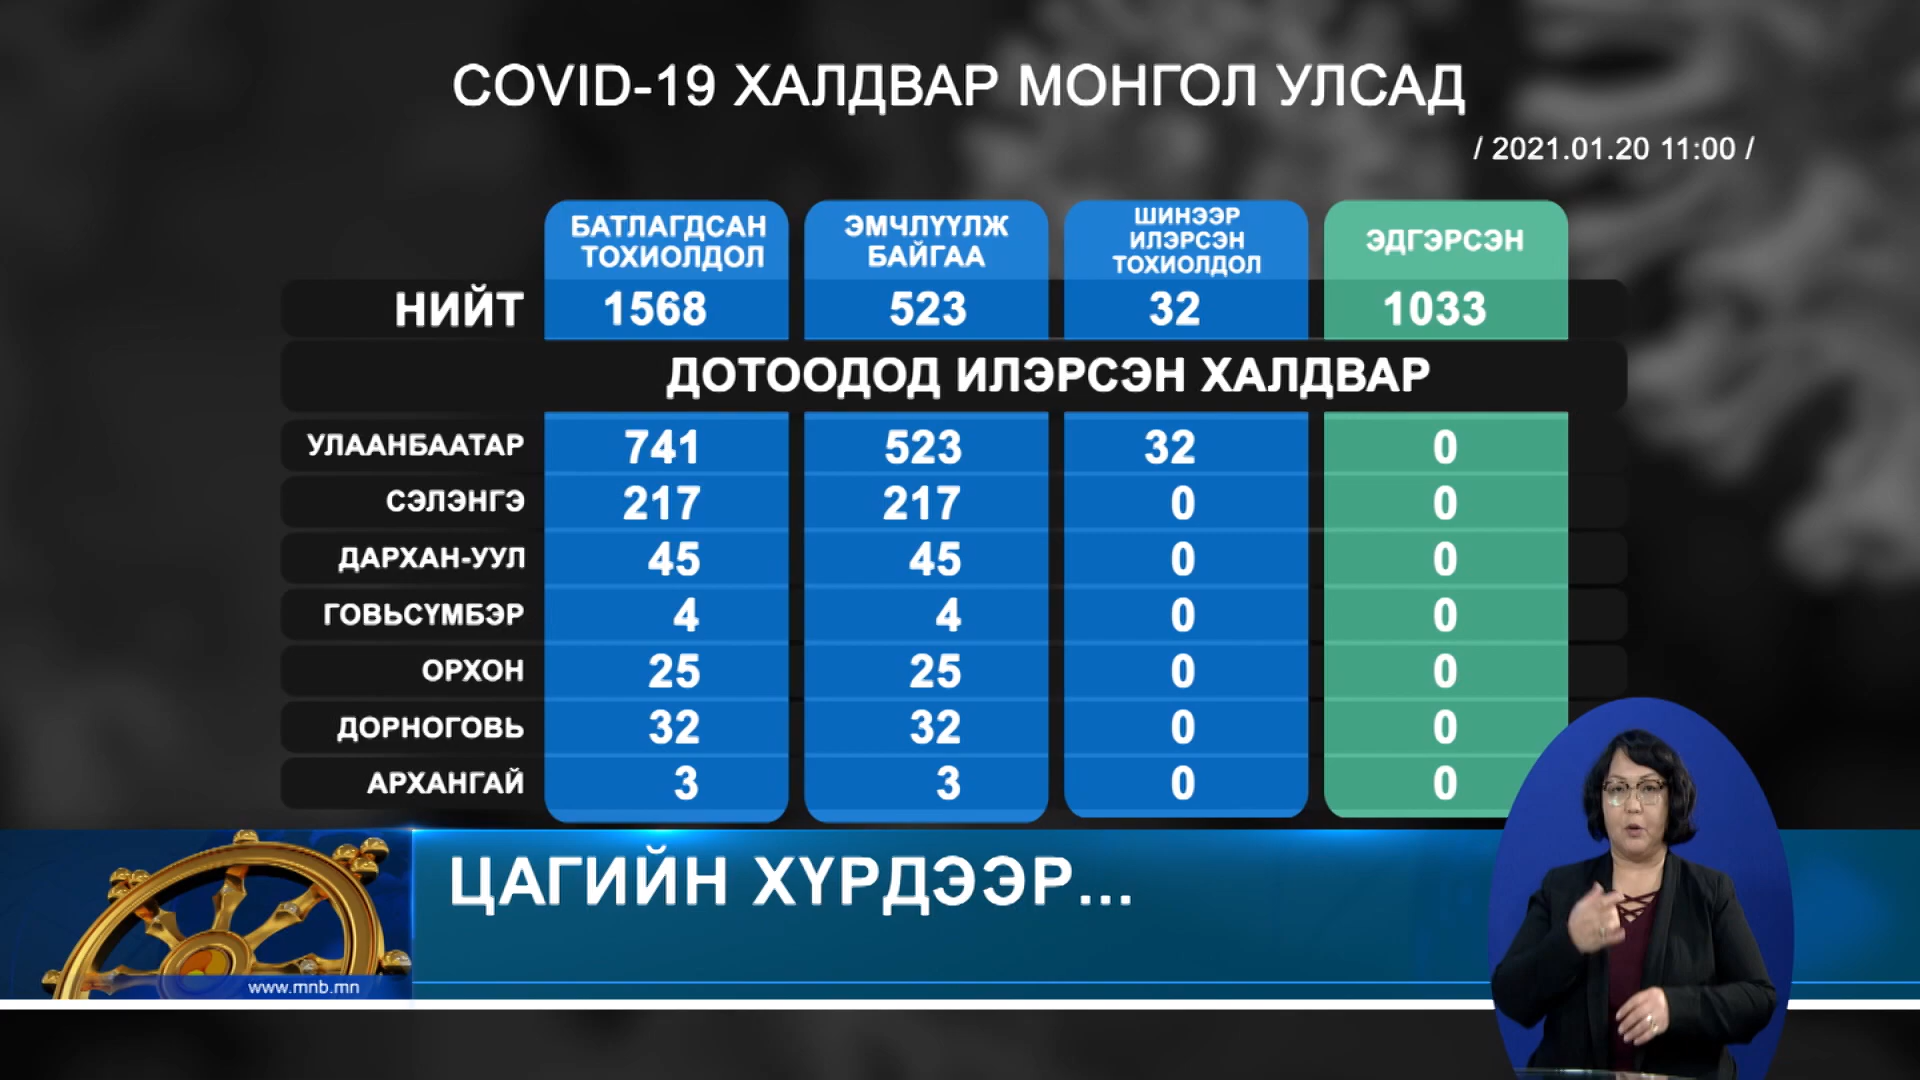 COVID-19 ХАЛДВАР МОНГОЛ УЛСАД
/ 2021.01.20 11:00 /
БАТЛАГДСАН ТОХИОЛДОЛ ЭМЧЛҮҮЛЖ БАЙГАА ШИНЭЭР ИЛЭРСЭН ТОХИОЛДОЛ ЭДГЭРСЭН
НИЙТ 1568 523 32 1033
ДОТООДОД ИЛЭРСЭН ХАЛДВАР
УЛААНБААТАР 741 523 32 0
СЭЛЭНГЭ 217 217 0 0
ДАРХАН-УУЛ 45 45 0 0
ГОВЬСҮМБЭР 4 4 0 0
ОРХОН 25 25 0 0
ДОРНОГОВЬ 32 32 0 0
АРХАНГАЙ 3 3 0 0
ЦАГИЙН ХҮРДЭЭР...
www.mnb.mn